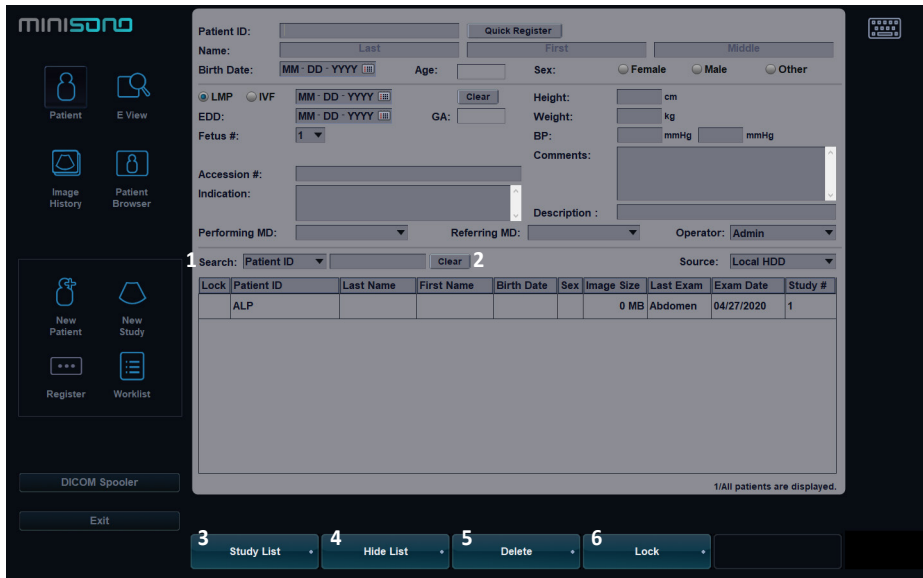 minisono
Patient ID: Quick Register
Name: Last First Middle
Birth Date: MM - DD - YYYY Age: Sex: Female Male Other
LMP IVF MM - DD - YYYY Clear Height: cm
EDD: MM - DD - YYYY GA: Weight: kg
Fetus #: 1 BP: mmHg mmHg
Comments:
Accession #:
Indication:
Description :
Performing MD: Referring MD: Operator: Admin
1 Search: Patient ID Clear 2 Source: Local HDD
Lock Patient ID Last Name First Name Birth Date Sex Image Size Last Exam Exam Date Study #
ALP 0 MB Abdomen 04/27/2020 1
1/All patients are displayed.
Patient E View
Image History Patient Browser
New Patient New Study
Register Worklist
DICOM Spooler
Exit
3 Study List 4 Hide List 5 Delete 6 Lock